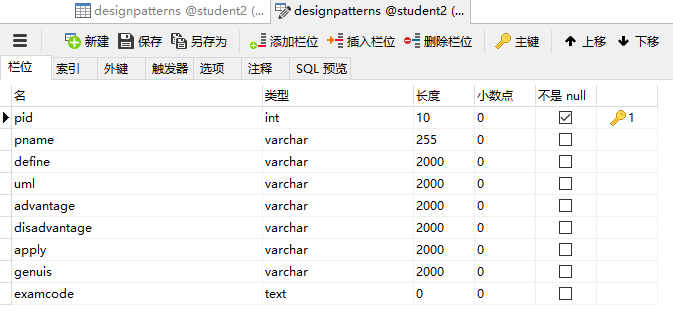 designpatterns @student2 (... designpatterns @student2 (...
新建 保存 另存为 添加栏位 插入栏位 删除栏位 主键 上移 下移
栏位 索引 外键 触发器 选项 注释 SQL 预览
名 类型 长度 小数点 不是 null
pid int 10 0 1
pname varchar 255 0
define varchar 2000 0
uml varchar 2000 0
advantage varchar 2000 0
disadvantage varchar 2000 0
apply varchar 2000 0
genuis varchar 2000 0
examcode text 0 0